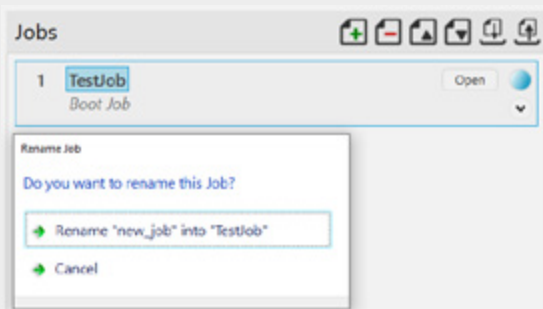 Jobs
1 TestJob Open
Boot Job
Rename Job
Do you want to rename this Job?
Rename "new_job" into "TestJob"
Cancel